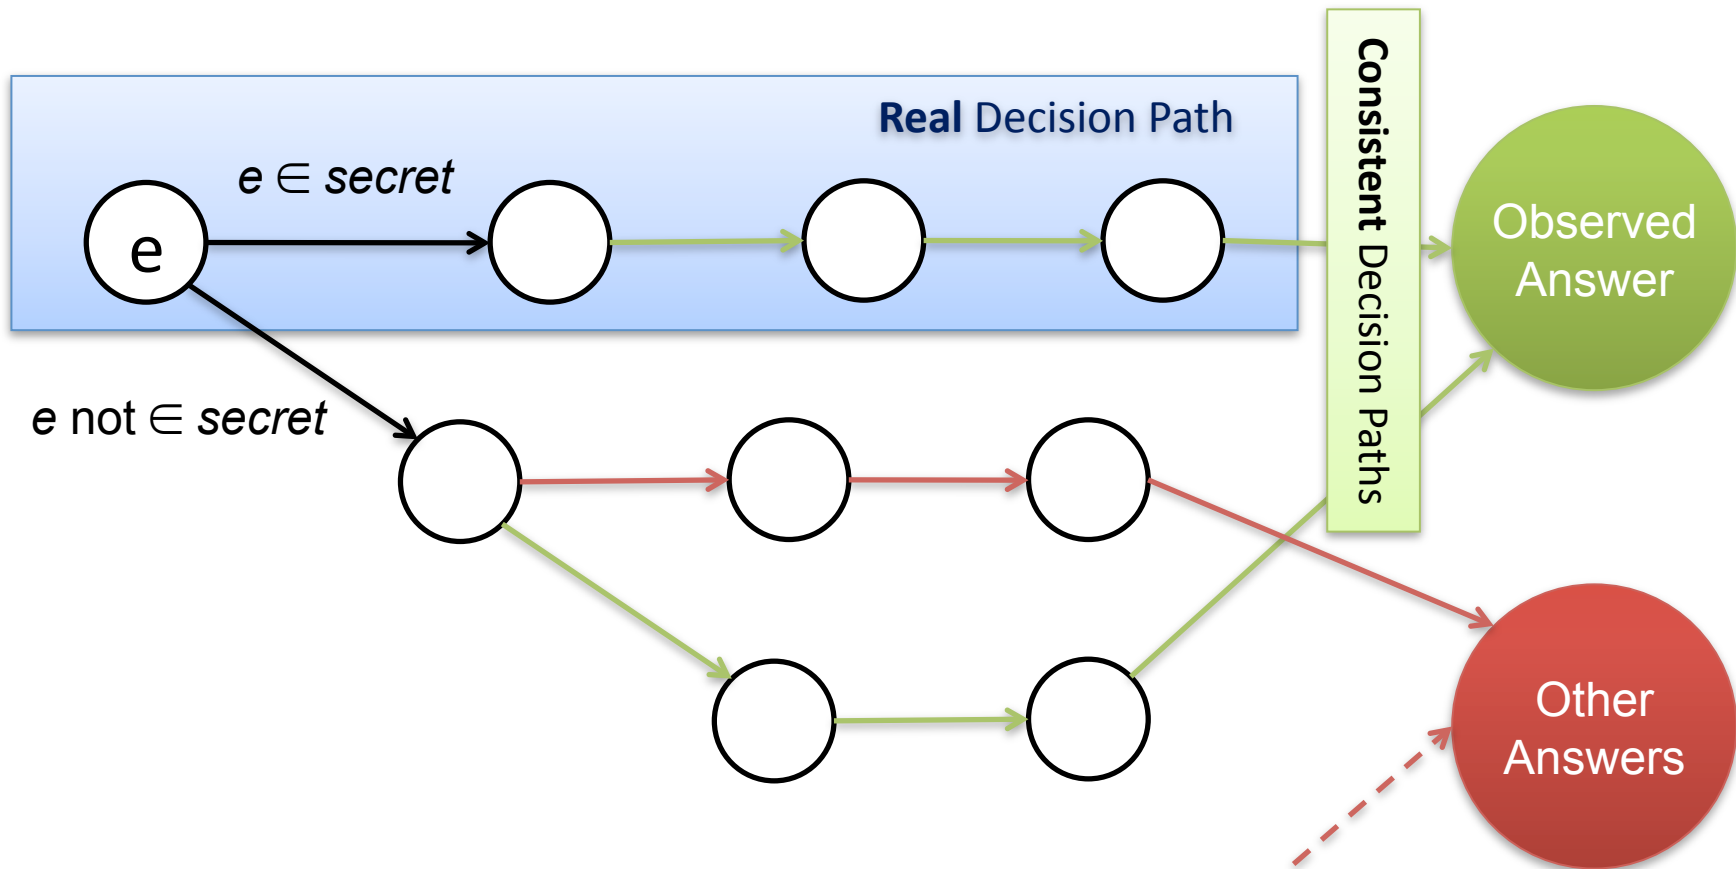 Real Decision Path
e ∈ secret
e
e not ∈ secret
Consistent Decision Paths
Observed
Answer
Other
Answers